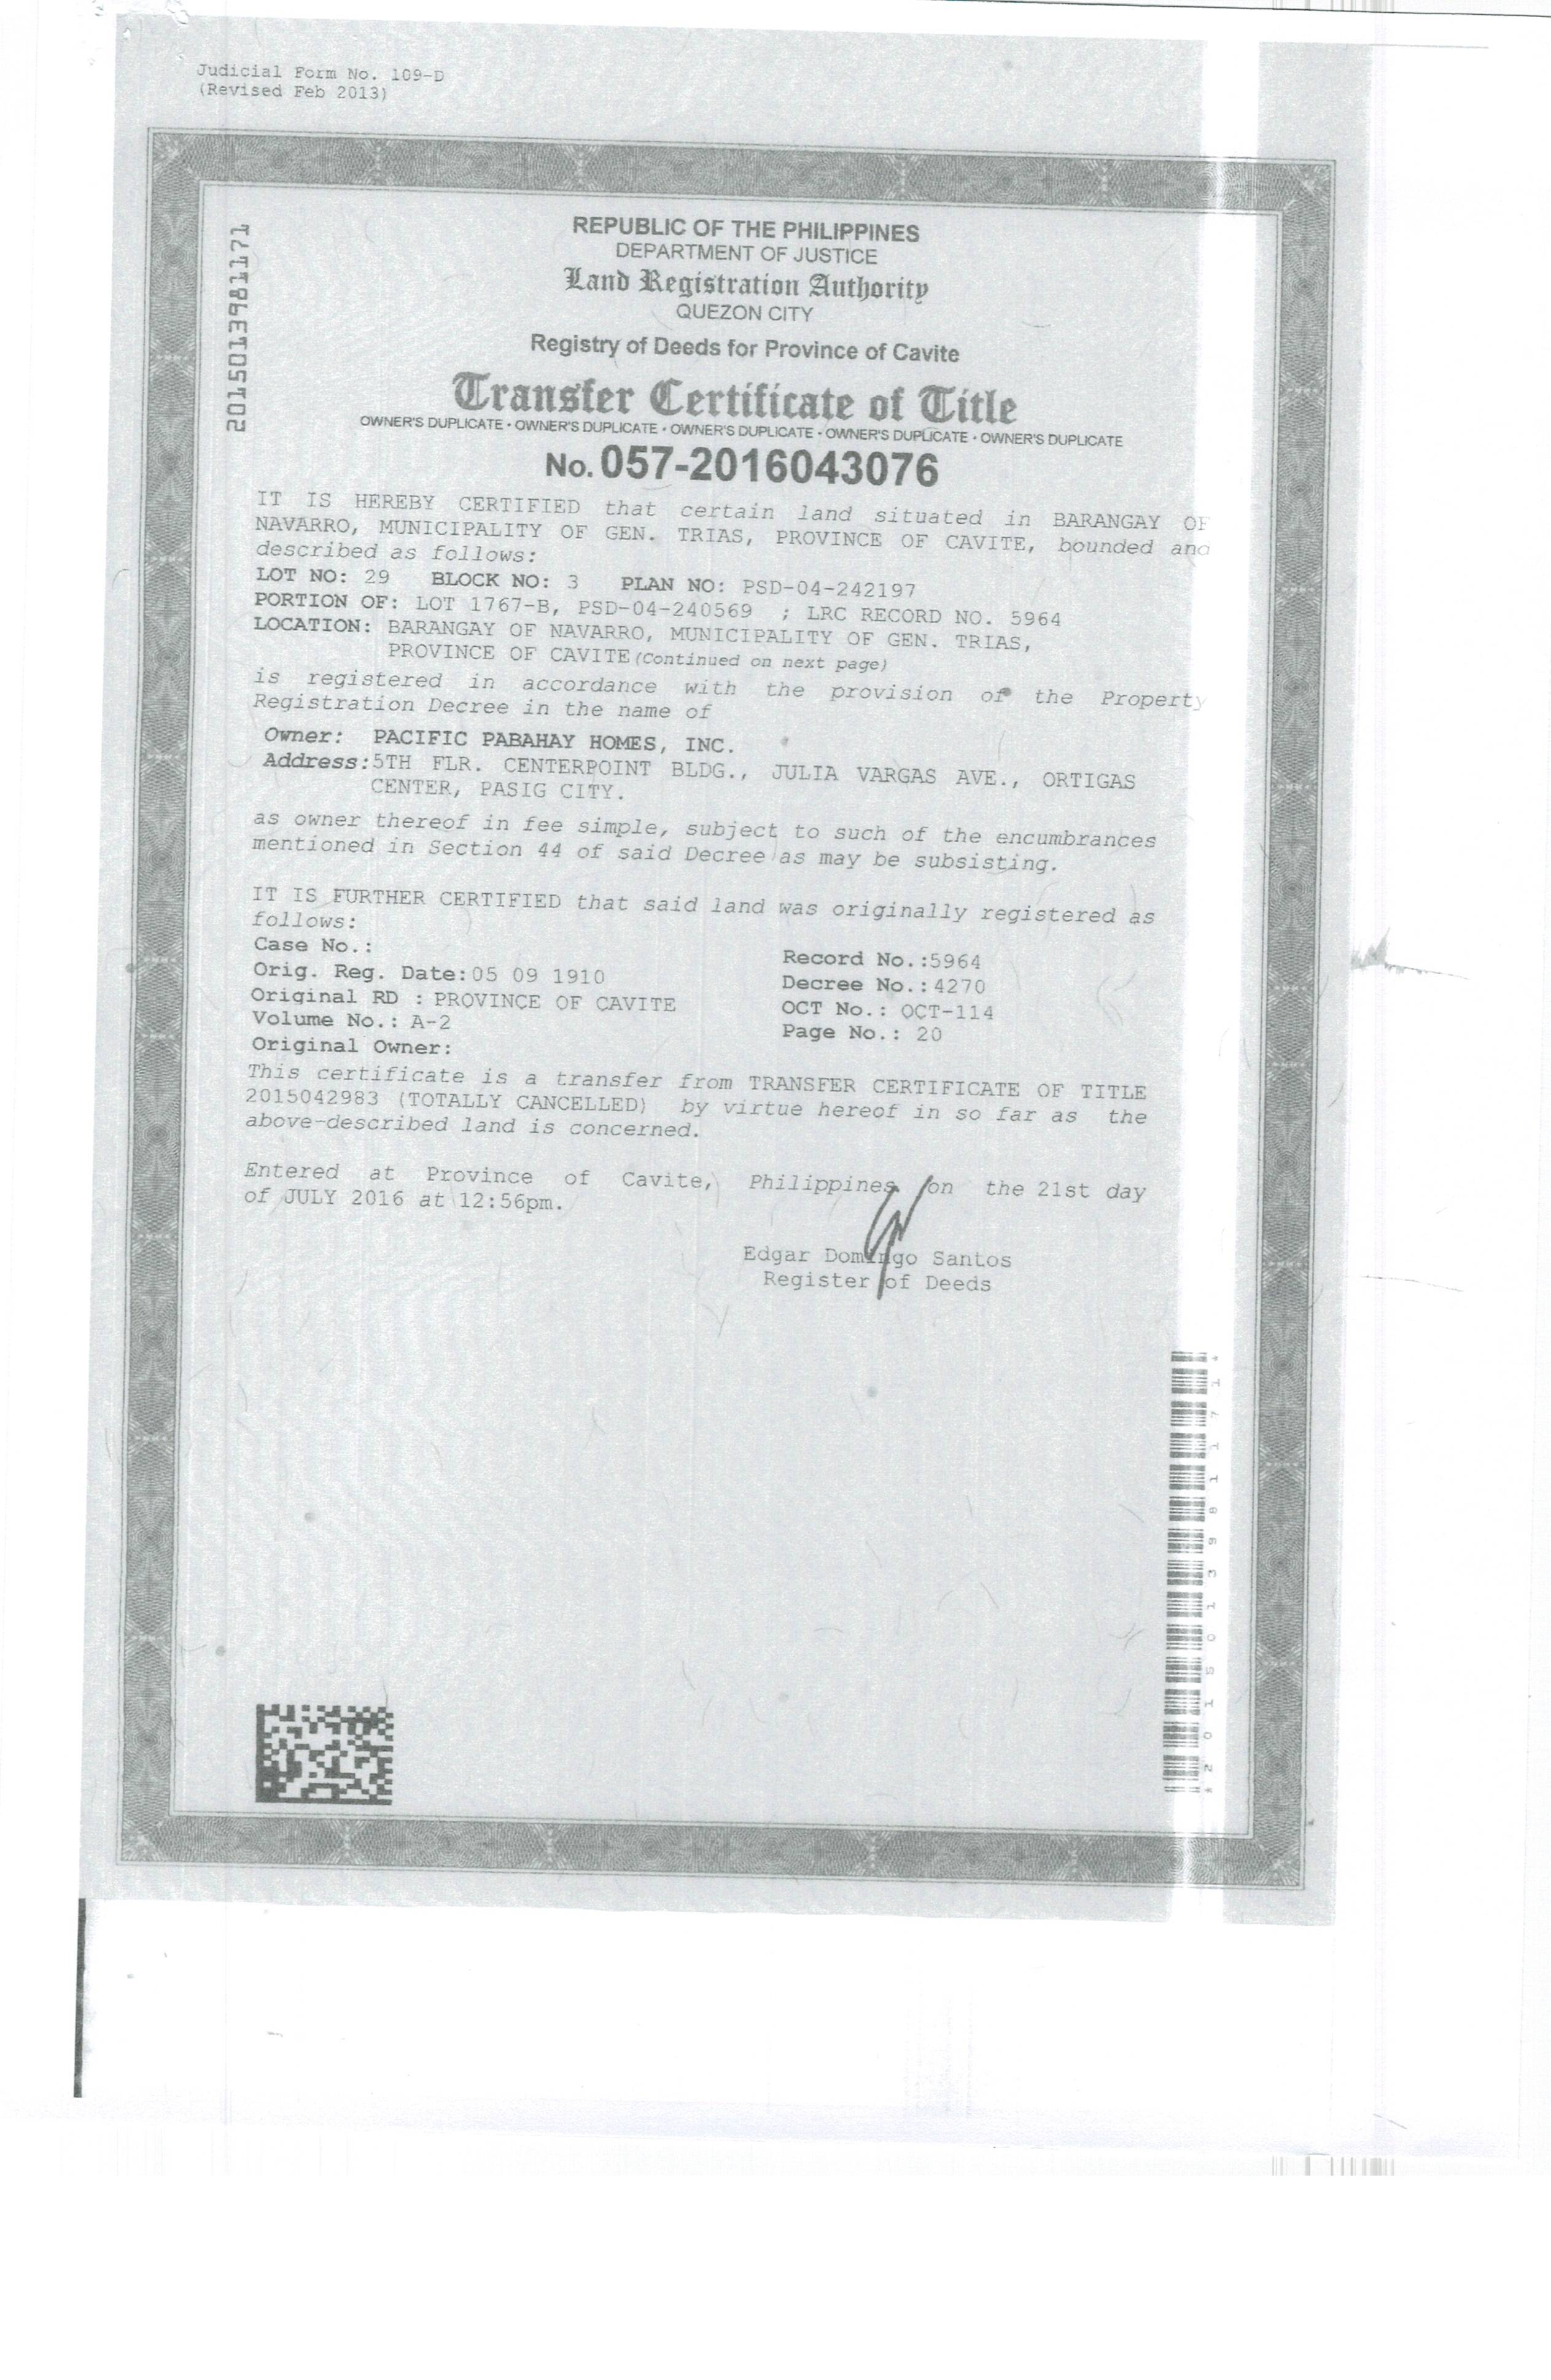 Judicial Form No. 109-D
(Revised Feb 2013)
2015013981171
REPUBLIC OF THE PHILIPPINES
DEPARTMENT OF JUSTICE
Land Registration Authority
QUEZON CITY
Registry of Deeds for Province of Cavite
Transfer Certificate of Title
OWNER'S DUPLICATE • OWNER'S DUPLICATE • OWNER'S DUPLICATE • OWNER'S DUPLICATE • OWNER'S DUPLICATE
No. 057-2016043076
IT IS HEREBY CERTIFIED that certain land situated in BARANGAY OF
NAVARRO, MUNICIPALITY OF GEN. TRIAS, PROVINCE OF CAVITE, bounded and
described as follows:
LOT NO: 29 BLOCK NO: 3 PLAN NO: PSD-04-242197
PORTION OF: LOT 1767-B, PSD-04-240569 ; LRC RECORD NO. 5964
LOCATION: BARANGAY OF NAVARRO, MUNICIPALITY OF GEN. TRIAS,
PROVINCE OF CAVITE (Continued on next page)
is registered in accordance with the provision of the Property
Registration Decree in the name of
Owner: PACIFIC PABAHAY HOMES, INC.
Address: 5TH FLR. CENTERPOINT BLDG., JULIA VARGAS AVE., ORTIGAS
CENTER, PASIG CITY.
as owner thereof in fee simple, subject to such of the encumbrances
mentioned in Section 44 of said Decree as may be subsisting.
IT IS FURTHER CERTIFIED that said land was originally registered as
follows:
Case No.:
Record No.:5964
Orig. Reg. Date:05 09 1910
Decree No.:4270
Original RD : PROVINCE OF CAVITE
OCT No.: OCT-114
Volume No.: A-2
Page No.: 20
Original Owner:
This certificate is a transfer from TRANSFER CERTIFICATE OF TITLE
2015042983 (TOTALLY CANCELLED) by virtue hereof in so far as the
above-described land is concerned.
Entered at Province of Cavite, Philippines on the 21st day
of JULY 2016 at 12:56pm.
Edgar Domingo Santos
Register of Deeds
*2015013981171*